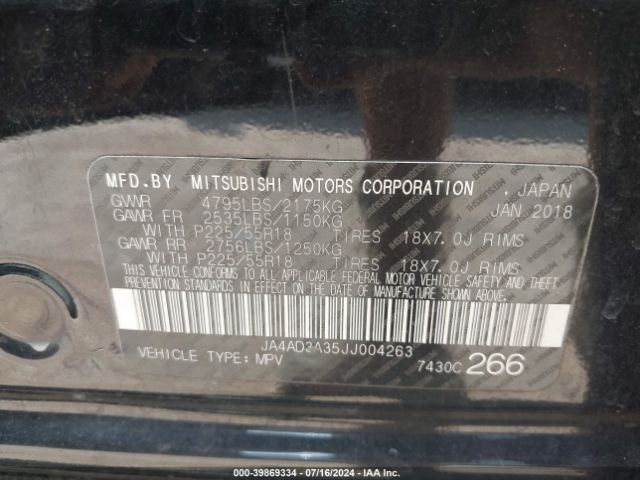 MFD.BY MITSUBISHI MOTORS CORPORATION . JAPAN
GVWR 4795LBS/2175KG JAN 2018
GAWR FR 2535LBS/1150KG
WITH P225/55R18 TIRES 18X7.0J RIMS
GAWR RR 2756LBS/1250KG
WITH P225/55R18 TIRES 18X7.0J RIMS
THIS VEHICLE CONFORMS TO ALL APPLICABLE FEDERAL MOTOR VEHICLE SAFETY AND THEFT
PREVENTION STANDARDS IN EFFECT ON THE DATE OF MANUFACTURE SHOWN ABOVE.
JA4AD3A35JJ004263
VEHICLE TYPE: MPV 7430C 266
000-39869334 / 07/16/2024 - IAA Inc.